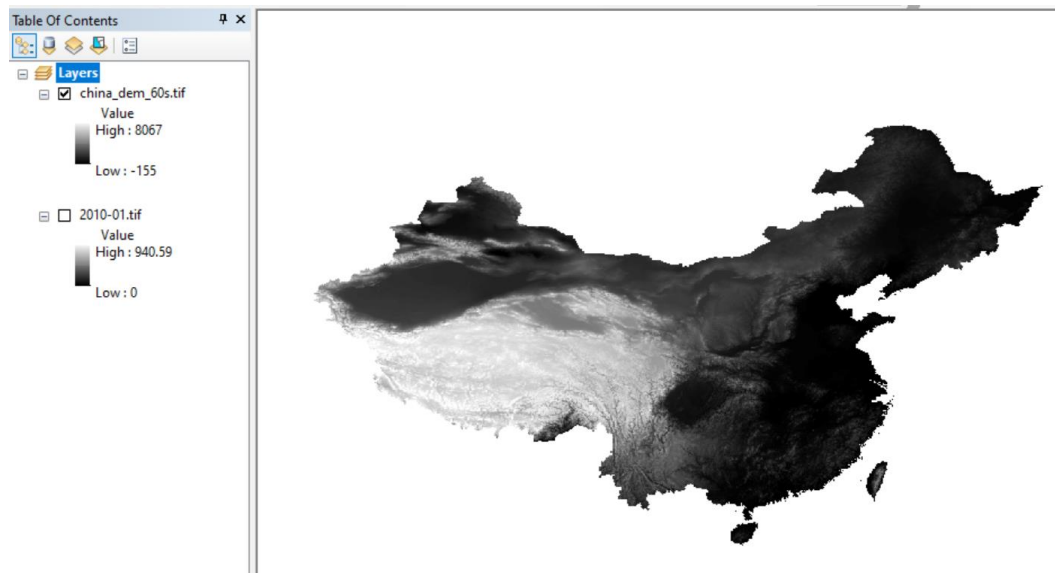 Table Of Contents
Layers
china_dem_60s.tif
Value
High : 8067
Low : -155
2010-01.tif
Value
High : 940.59
Low : 0